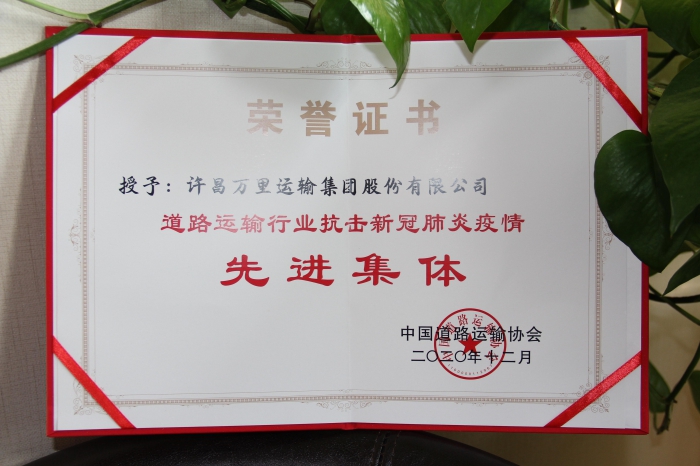 荣誉证书
授予：许昌万里运输集团股份有限公司
道路运输行业抗击新冠肺炎疫情
先进集体
中国道路运输协会
二〇二〇年十二月